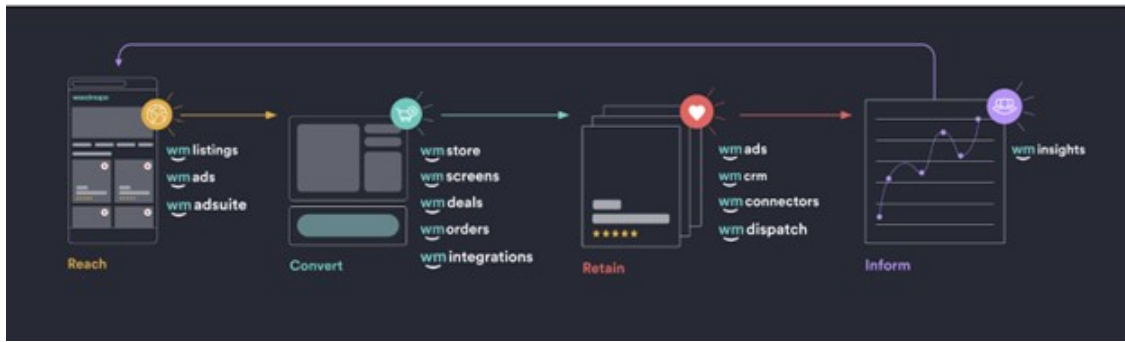 weedmaps
wm listings
wm ads
wm adsuite
Reach
wm store
wm screens
wm deals
wm orders
wm integrations
Convert
wm ads
wm crm
wm connectors
wm dispatch
Retain
wm insights
Inform